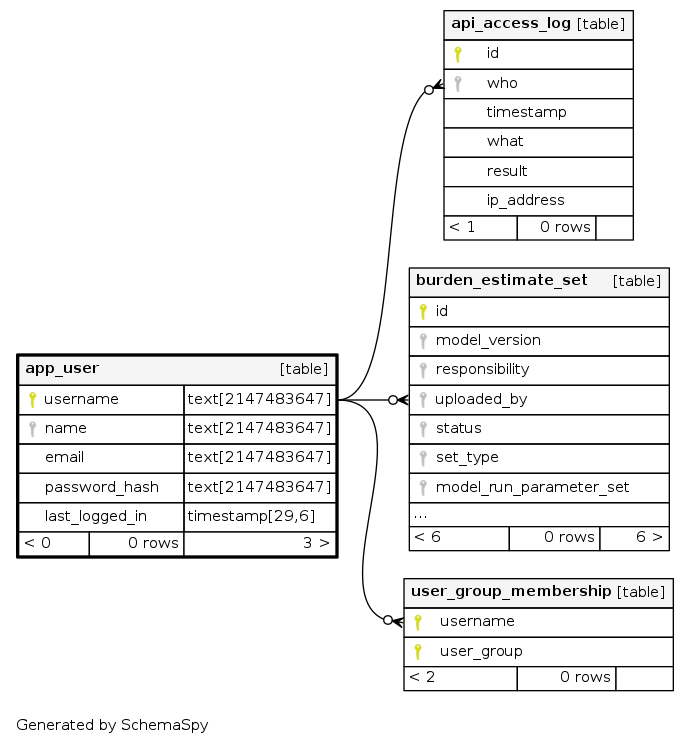 api_access_log [table]
id
who
timestamp
what
result
ip_address
< 1 0 rows
burden_estimate_set [table]
id
model_version
responsibility
uploaded_by
status
set_type
model_run_parameter_set
...
< 6 0 rows 6 >
app_user [table]
username text[2147483647]
name text[2147483647]
email text[2147483647]
password_hash text[2147483647]
last_logged_in timestamp[29,6]
< 0 0 rows 3 >
user_group_membership [table]
username
user_group
< 2 0 rows
Generated by SchemaSpy